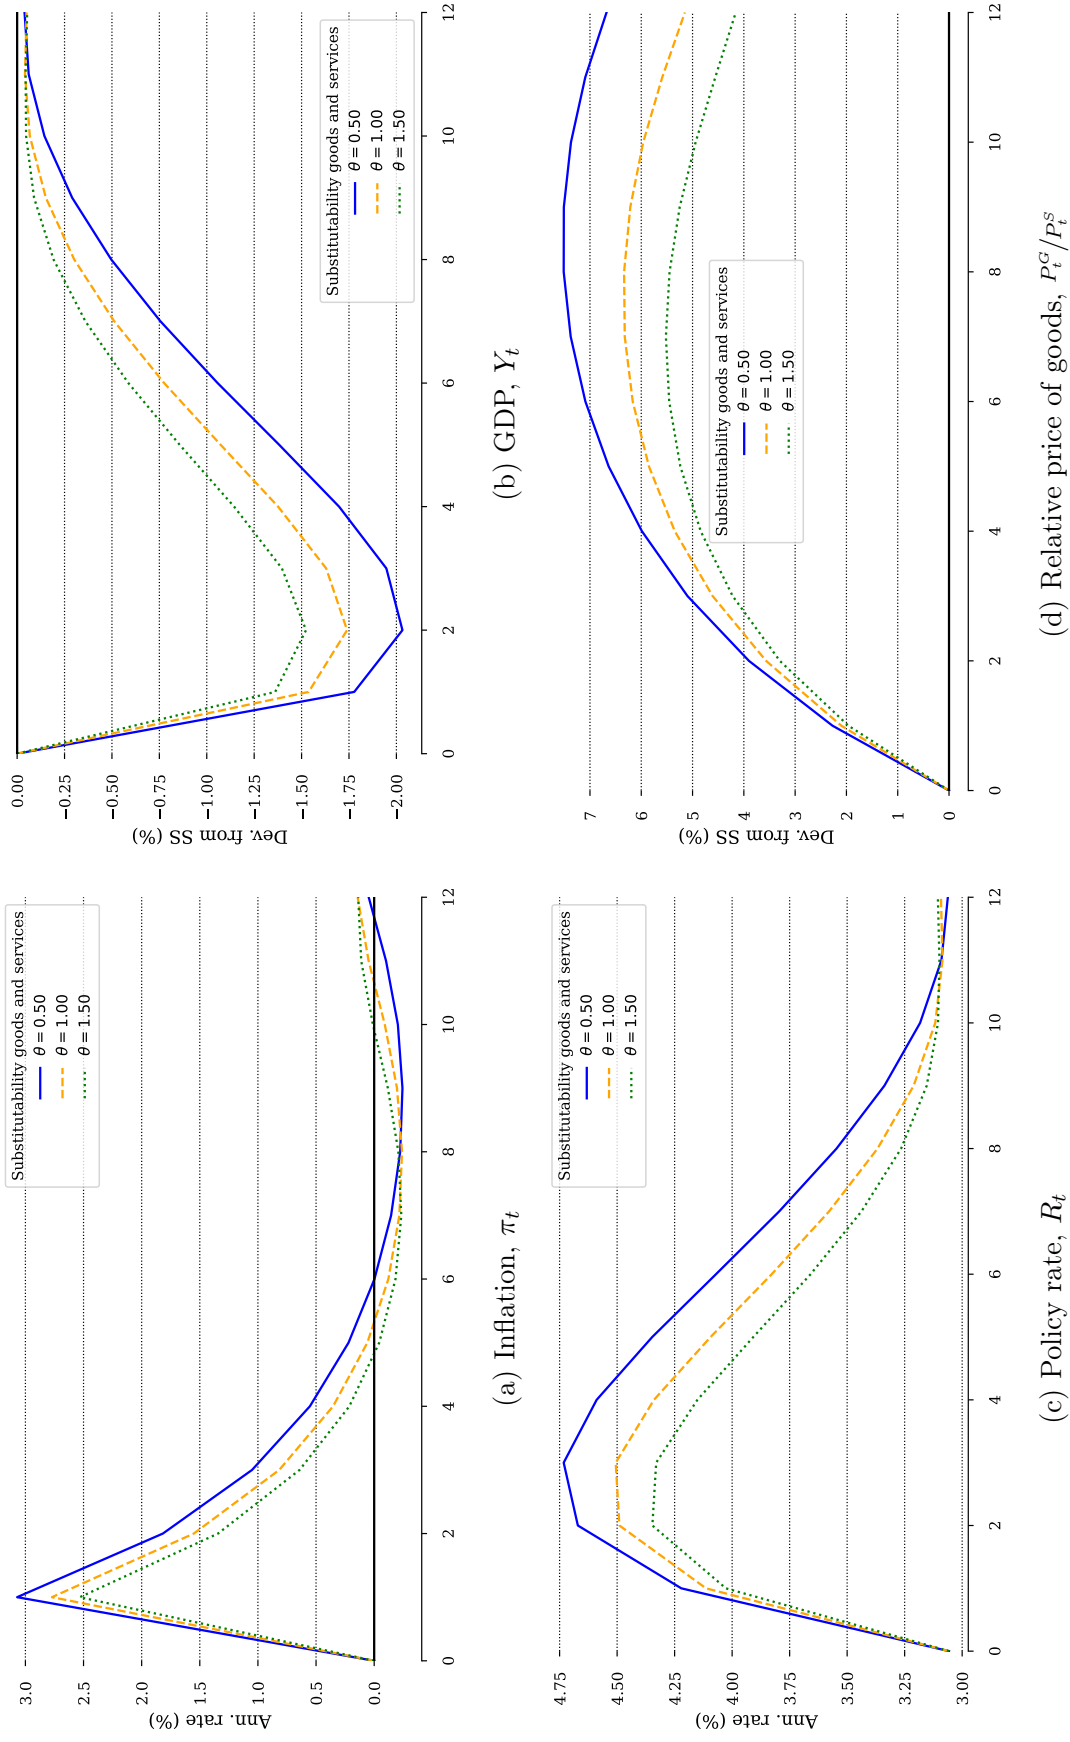 3.0
2.5
2.0
1.5
1.0
0.5
0.0
Ann. rate (%)
0 2 4 6 8 10 12
Substitutability goods and services
θ = 0.50
θ = 1.00
θ = 1.50
(a) Inflation, π_t
0.00
−0.25
−0.50
−0.75
−1.00
−1.25
−1.50
−1.75
−2.00
Dev. from SS (%)
0 2 4 6 8 10 12
Substitutability goods and services
θ = 0.50
θ = 1.00
θ = 1.50
(b) GDP, Y_t
4.75
4.50
4.25
4.00
3.75
3.50
3.25
3.00
Ann. rate (%)
0 2 4 6 8 10 12
Substitutability goods and services
θ = 0.50
θ = 1.00
θ = 1.50
(c) Policy rate, R_t
7
6
5
4
3
2
1
0
Dev. from SS (%)
0 2 4 6 8 10 12
Substitutability goods and services
θ = 0.50
θ = 1.00
θ = 1.50
(d) Relative price of goods, P_t^G/P_t^S